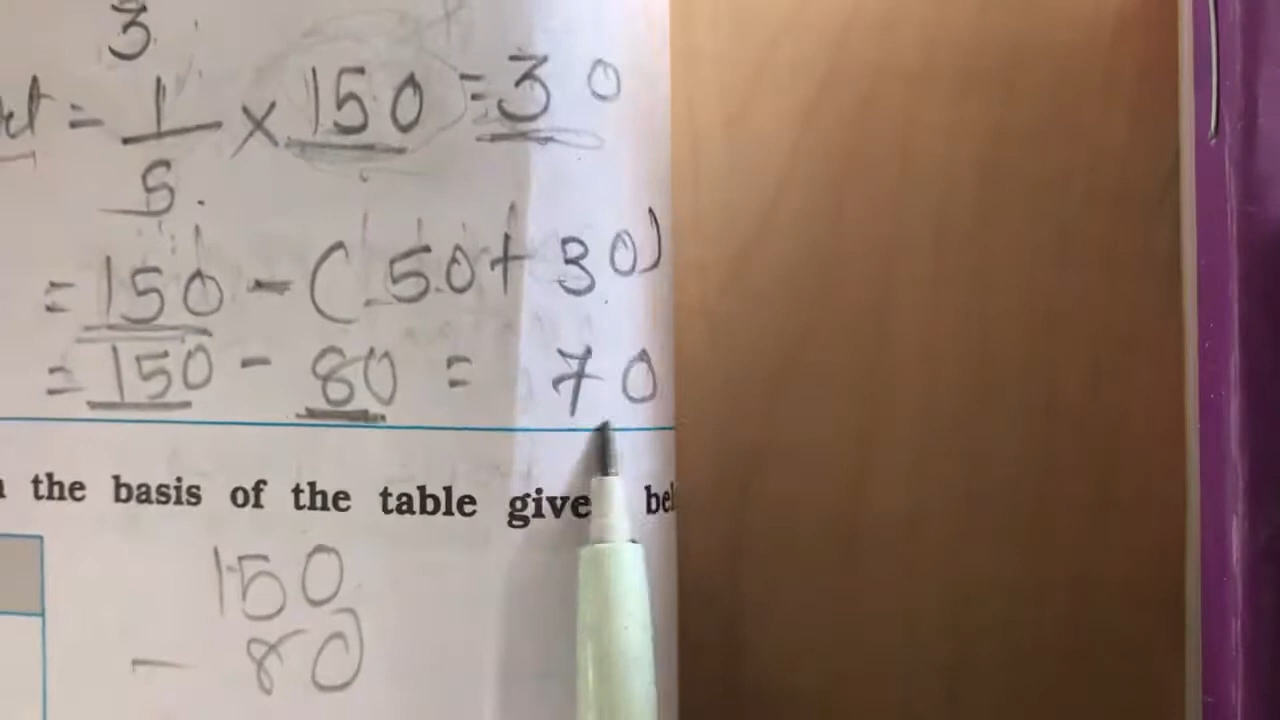 3
= 1/5 × 150 = 30
= 150 - ( 50 + 30)
= 150 - 80 = 70
the basis of the table give bel
150
- 80